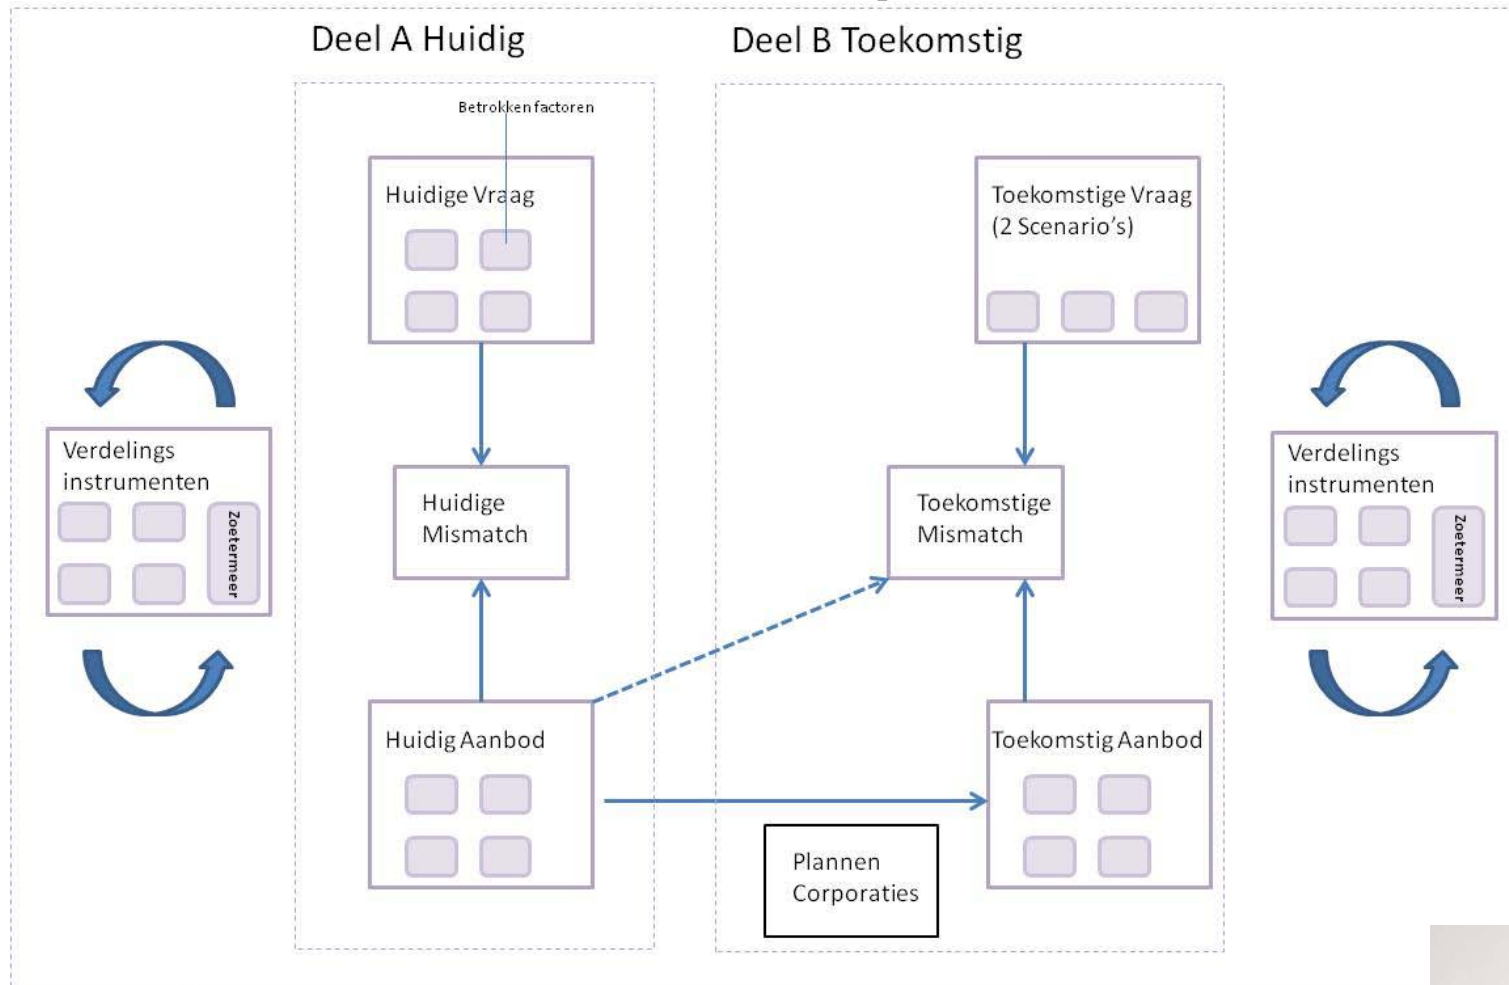 Deel A Huidig
Deel B Toekomstig
Betrokken factoren
Huidige Vraag
Toekomstige Vraag
(2 Scenario's)
Verdelings
instrumenten
Zoetermeer
Huidige
Mismatch
Toekomstige
Mismatch
Verdelings
instrumenten
Zoetermeer
Huidig Aanbod
Toekomstig Aanbod
Plannen
Corporaties